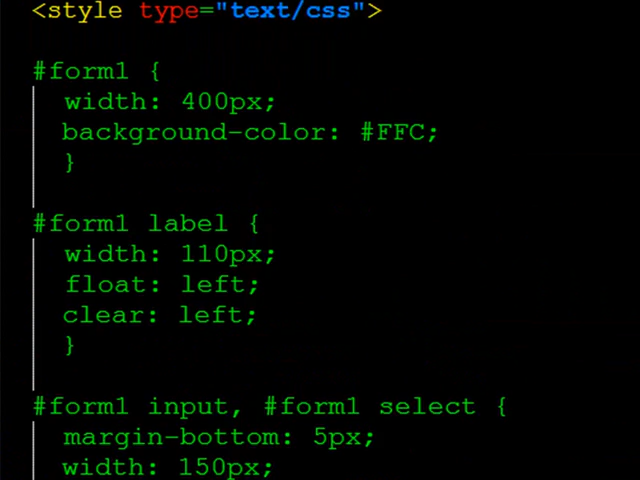 <style type="text/css">
#form1 {
width: 400px;
background-color: #FFC;
}
#form1 label {
width: 110px;
float: left;
clear: left;
}
#form1 input, #form1 select {
margin-bottom: 5px;
width: 150px;